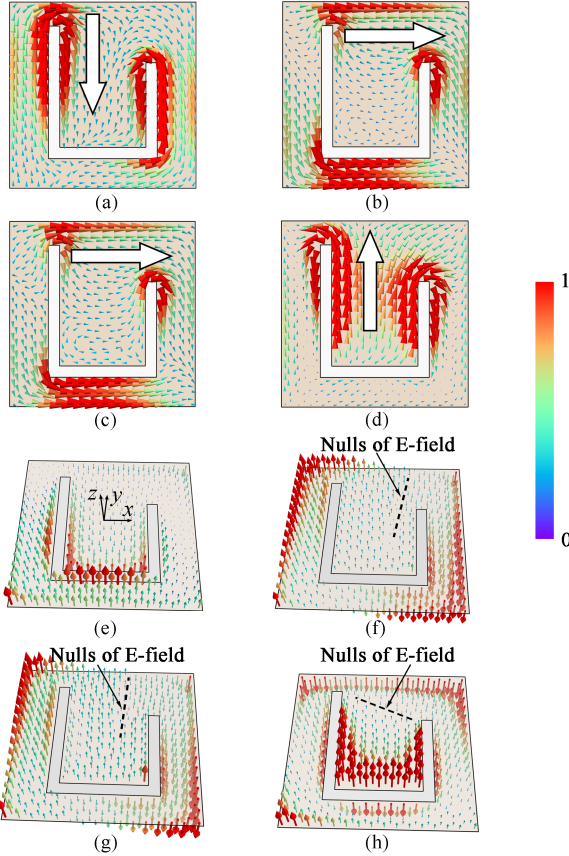 (a)
(b)
1
(c)
(d)
Nulls of E-field
z y
x
0
(e)
(f)
Nulls of E-field
Nulls of E-field
(g)
(h)